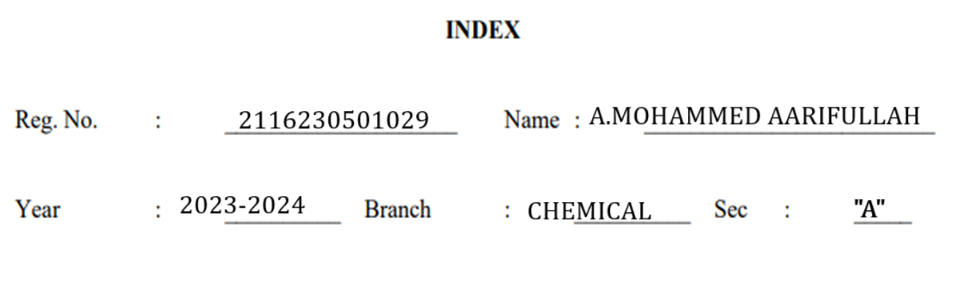 INDEX
Reg. No. : 2116230501029 Name : A.MOHAMMED AARIFULLAH
Year : 2023-2024 Branch : CHEMICAL Sec : "A"